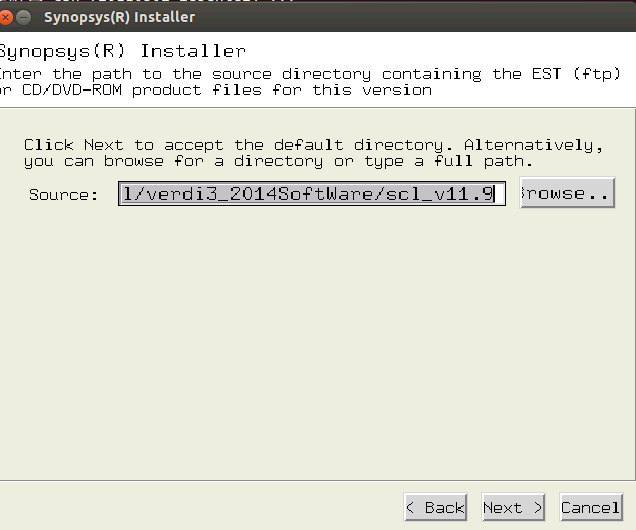 Synopsys(R) Installer
Synopsys(R) Installer
Enter the path to the source directory containing the EST (ftp)
or CD/DVD-ROM product files for this version
Click Next to accept the default directory. Alternatively,
you can browse for a directory or type a full path.
Source: l/verdi3_2014SoftWare/scl_v11.9 Browse..
< Back Next > Cancel